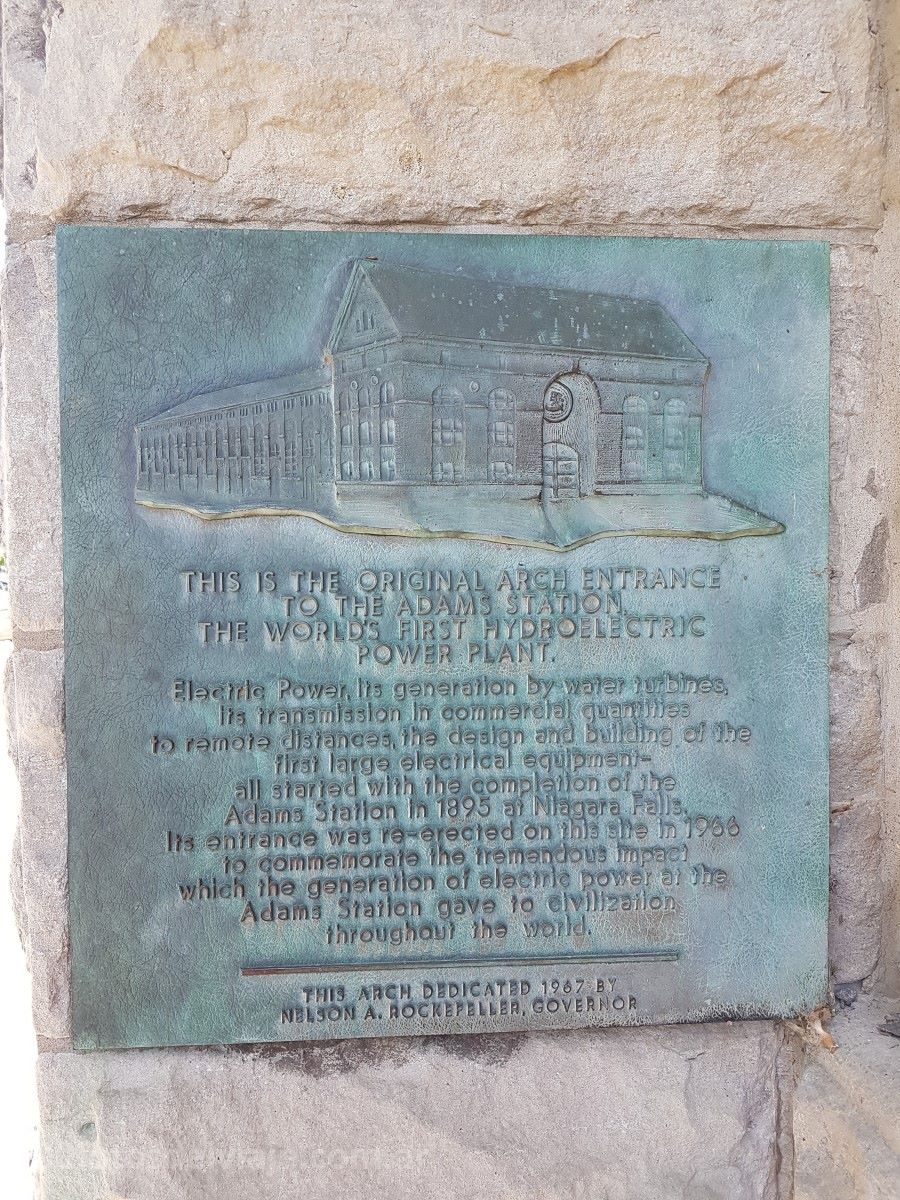 THIS IS THE ORIGINAL ARCH ENTRANCE
TO THE ADAMS STATION,
THE WORLD'S FIRST HYDROELECTRIC
POWER PLANT.
Electric Power, its generation by water turbines,
its transmission in commercial quantities
to remote distances, the design and building of the
first large electrical equipment-
all started with the completion of the
Adams Station in 1895 at Niagara Falls.
Its entrance was re-erected on this site in 1966
to commemorate the tremendous impact
which the generation of electric power at the
Adams Station gave to civilization
throughout the world.
THIS ARCH DEDICATED 1967 BY
NELSON A. ROCKEFELLER, GOVERNOR